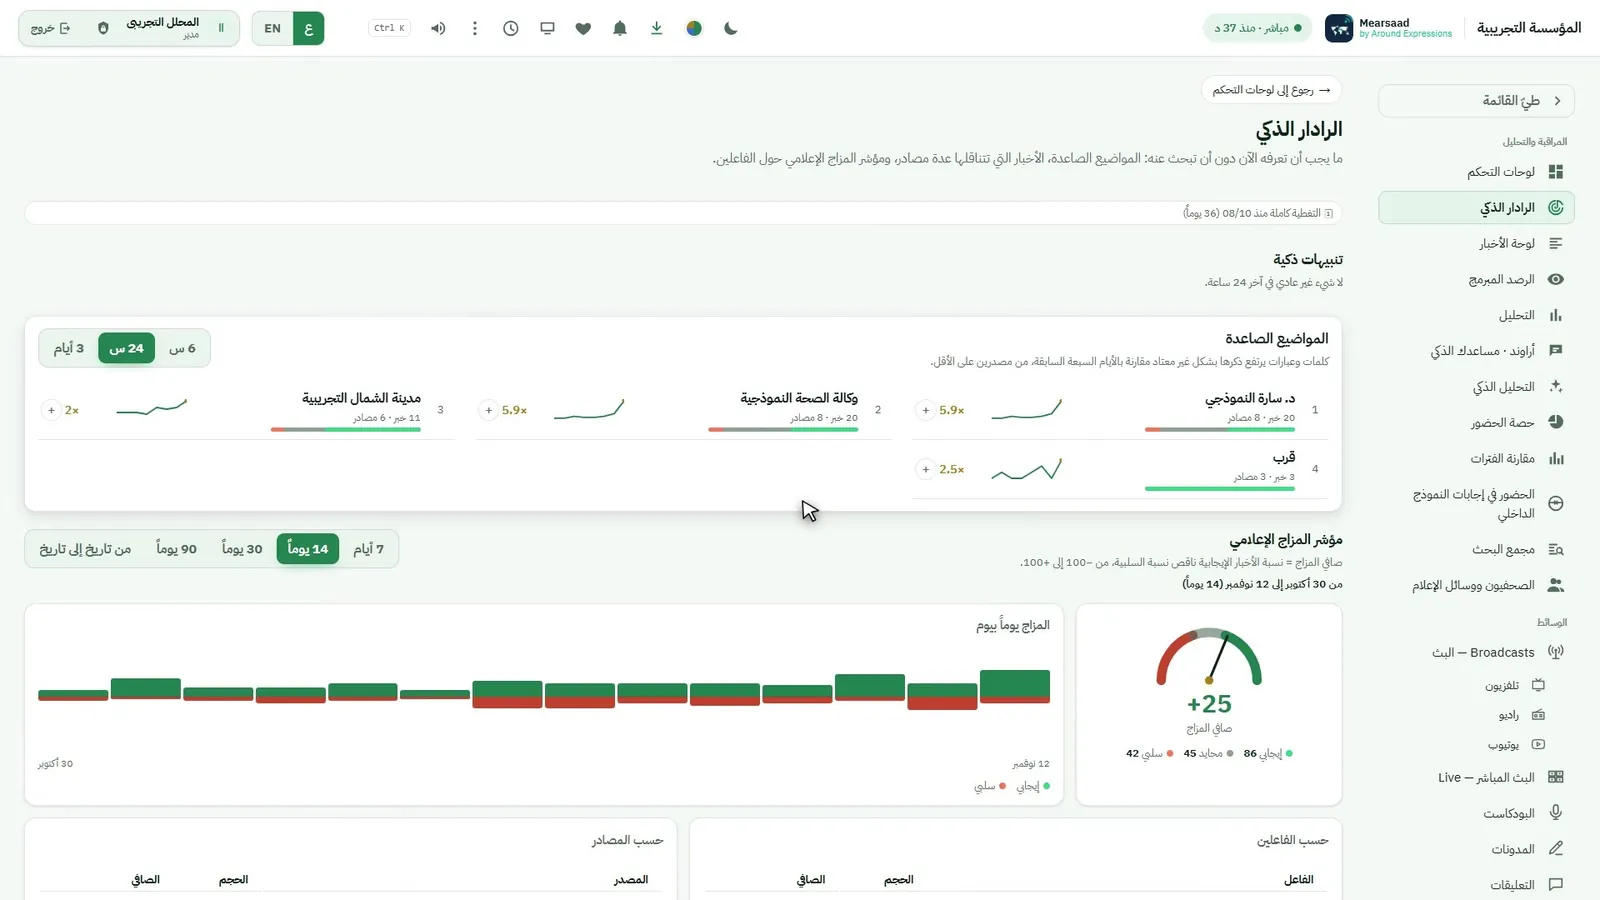 المؤسسة التجريبية
Mearsaad
by Around Expressions
مباشر · منذ 37 د
Ctrl K
ع
EN
المحلل التجريبي
مدير
خروج
طيّ القائمة
المراقبة والتحليل
لوحات التحكم
الرادار الذكي
لوحة الأخبار
الرصد المبرمج
التحليل
أراوند · مساعدك الذكي
التحليل الذكي
حصة الحضور
مقارنة الفترات
الحضور في إجابات النموذج
الداخلي
مجمع البحث
الصحفيون ووسائل الإعلام
الوسائط
Broadcasts — البث
تلفزيون
راديو
يوتيوب
البث المباشر — Live
البودكاست
المدونات
التعليقات
→ رجوع إلى لوحات التحكم
الرادار الذكي
ما يجب أن تعرفه الآن دون أن تبحث عنه: المواضيع الصاعدة، الأخبار التي تتناقلها عدة مصادر، ومؤشر المزاج الإعلامي حول الفاعلين.
التغطية كاملة منذ 08/10 (36 يوماً)
تنبيهات ذكية
لا شيء غير عادي في آخر 24 ساعة.
المواضيع الصاعدة
كلمات وعبارات يرتفع ذكرها بشكل غير معتاد مقارنة بالأيام السبعة السابقة، من مصدرين على الأقل.
6 س
24 س
3 أيام
1
د. سارة النموذجي
20 خبر · 8 مصادر
5.9×
+
2
وكالة الصحة النموذجية
20 خبر · 8 مصادر
5.9×
+
3
مدينة الشمال التجريبية
11 خبر · 6 مصادر
2×
+
4
قرب
3 خبر · 3 مصادر
2.5×
+
مؤشر المزاج الإعلامي
صافي المزاج = نسبة الأخبار الإيجابية ناقص نسبة السلبية، من −100 إلى +100.
من 30 أكتوبر إلى 12 نوفمبر (14 يوماً)
7 أيام
14 يوماً
30 يوماً
90 يوماً
من تاريخ إلى تاريخ
+25
صافي المزاج
إيجابي 86
محايد 45
سلبي 42
المزاج يوماً بيوم
12 نوفمبر
30 أكتوبر
إيجابي
سلبي
حسب الفاعلين
الفاعل
الحجم
الصافي
حسب المصادر
المصدر
الحجم
الصافي